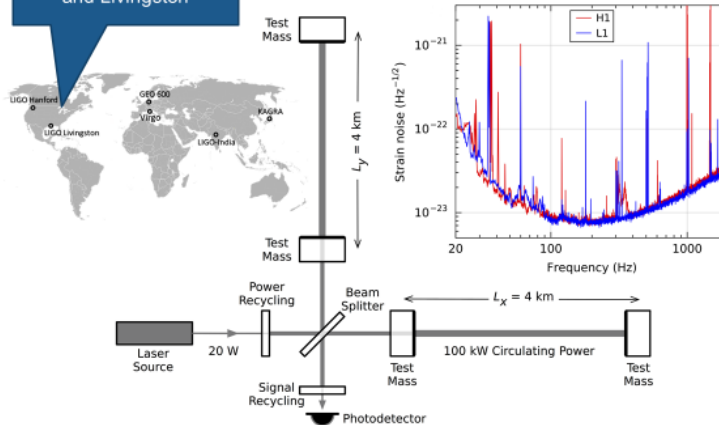 and Livingston
LIGO Hanford
LIGO Livingston
GEO 600
Virgo
KAGRA
LIGO-India
Test
Mass
Ly = 4 km
Test
Mass
Power
Recycling
Beam
Splitter
Laser
Source
20 W
Signal
Recycling
Photodetector
Lx = 4 km
100 kW Circulating Power
Test
Mass
Test
Mass
H1
L1
Strain noise (Hz⁻¹/²)
10⁻²¹
10⁻²²
10⁻²³
20
100
1000
Frequency (Hz)